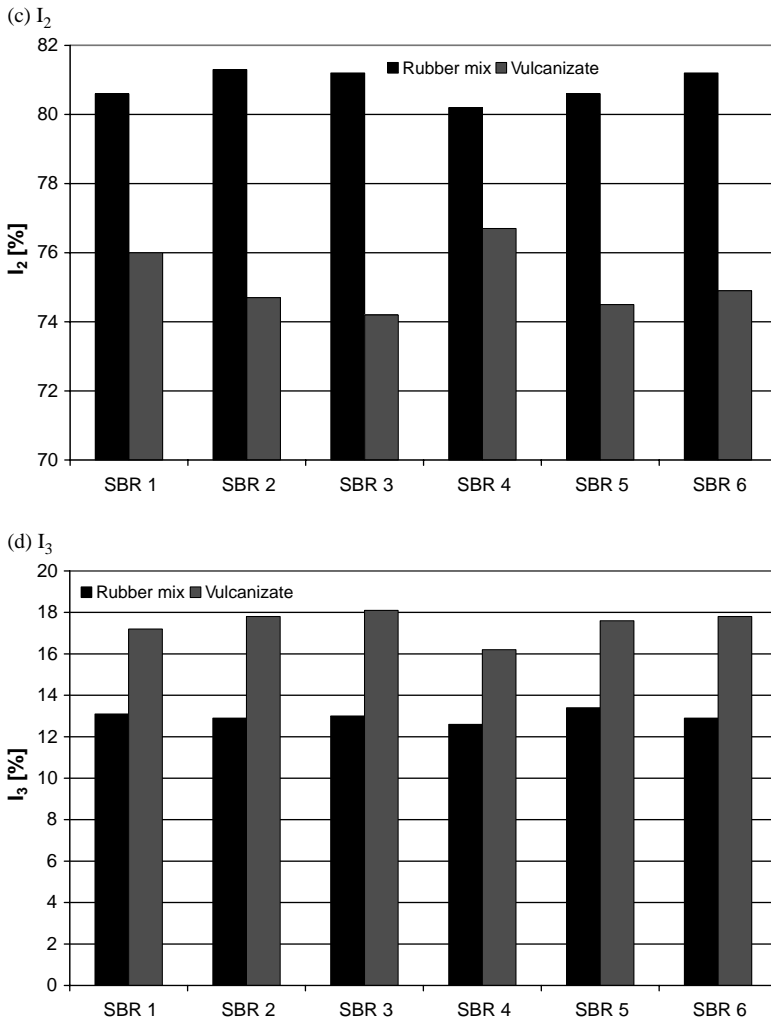 (c) I2
82
Rubber mix Vulcanizate
80
78
76
74
72
70
I2 [%]
SBR 1 SBR 2 SBR 3 SBR 4 SBR 5 SBR 6
(d) I3
20
Rubber mix Vulcanizate
18
16
14
12
10
8
6
4
2
0
I3 [%]
SBR 1 SBR 2 SBR 3 SBR 4 SBR 5 SBR 6